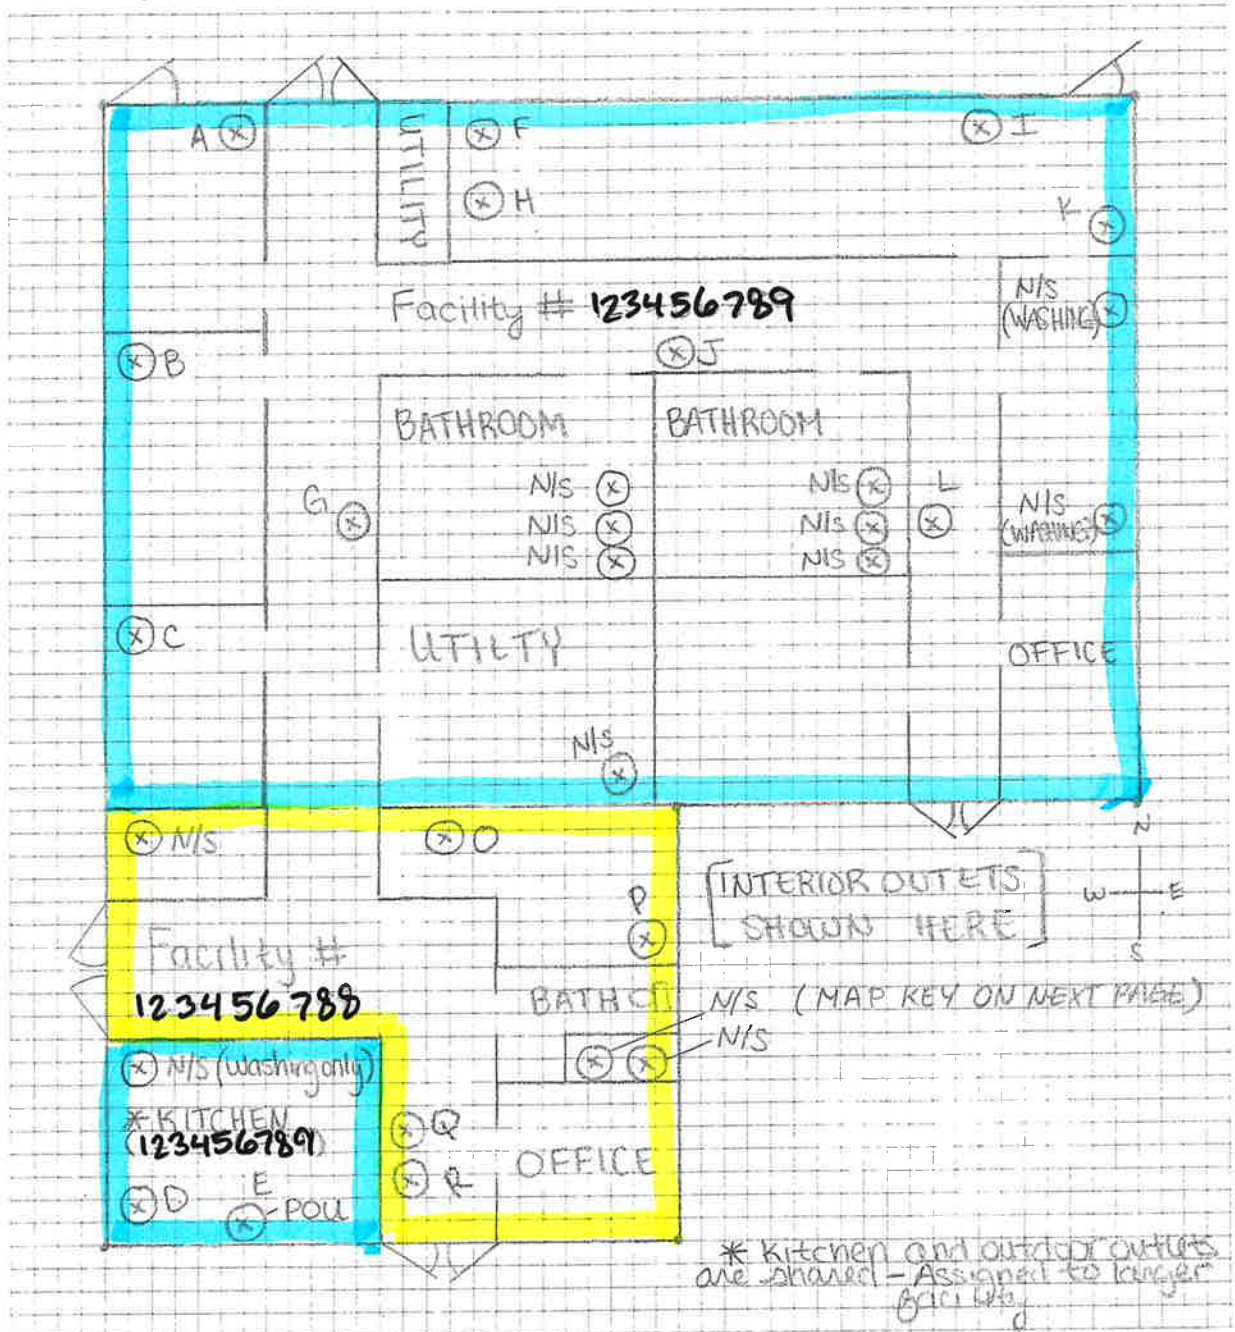 A
F
I
UTILITY
H
K
N/S
(WASHING)
Facility # 123456789
J
B
BATHROOM
BATHROOM
N/S
N/S
L
G
N/S
(WASHING)
N/S
N/S
N/S
N/S
C
UTILTY
OFFICE
N/S
N/S
O
N
W
E
S
[INTERIOR OUTLETS
SHOWN HERE]
P
Facility #
123456788
BATH
N/S (MAP KEY ON NEXT PAGE)
N/S
N/S (Washing only)
*KITCHEN
(123456789)
Q
OFFICE
R
D
E
POU
* Kitchen and outdoor outlets
are shared - Assigned to larger
facility